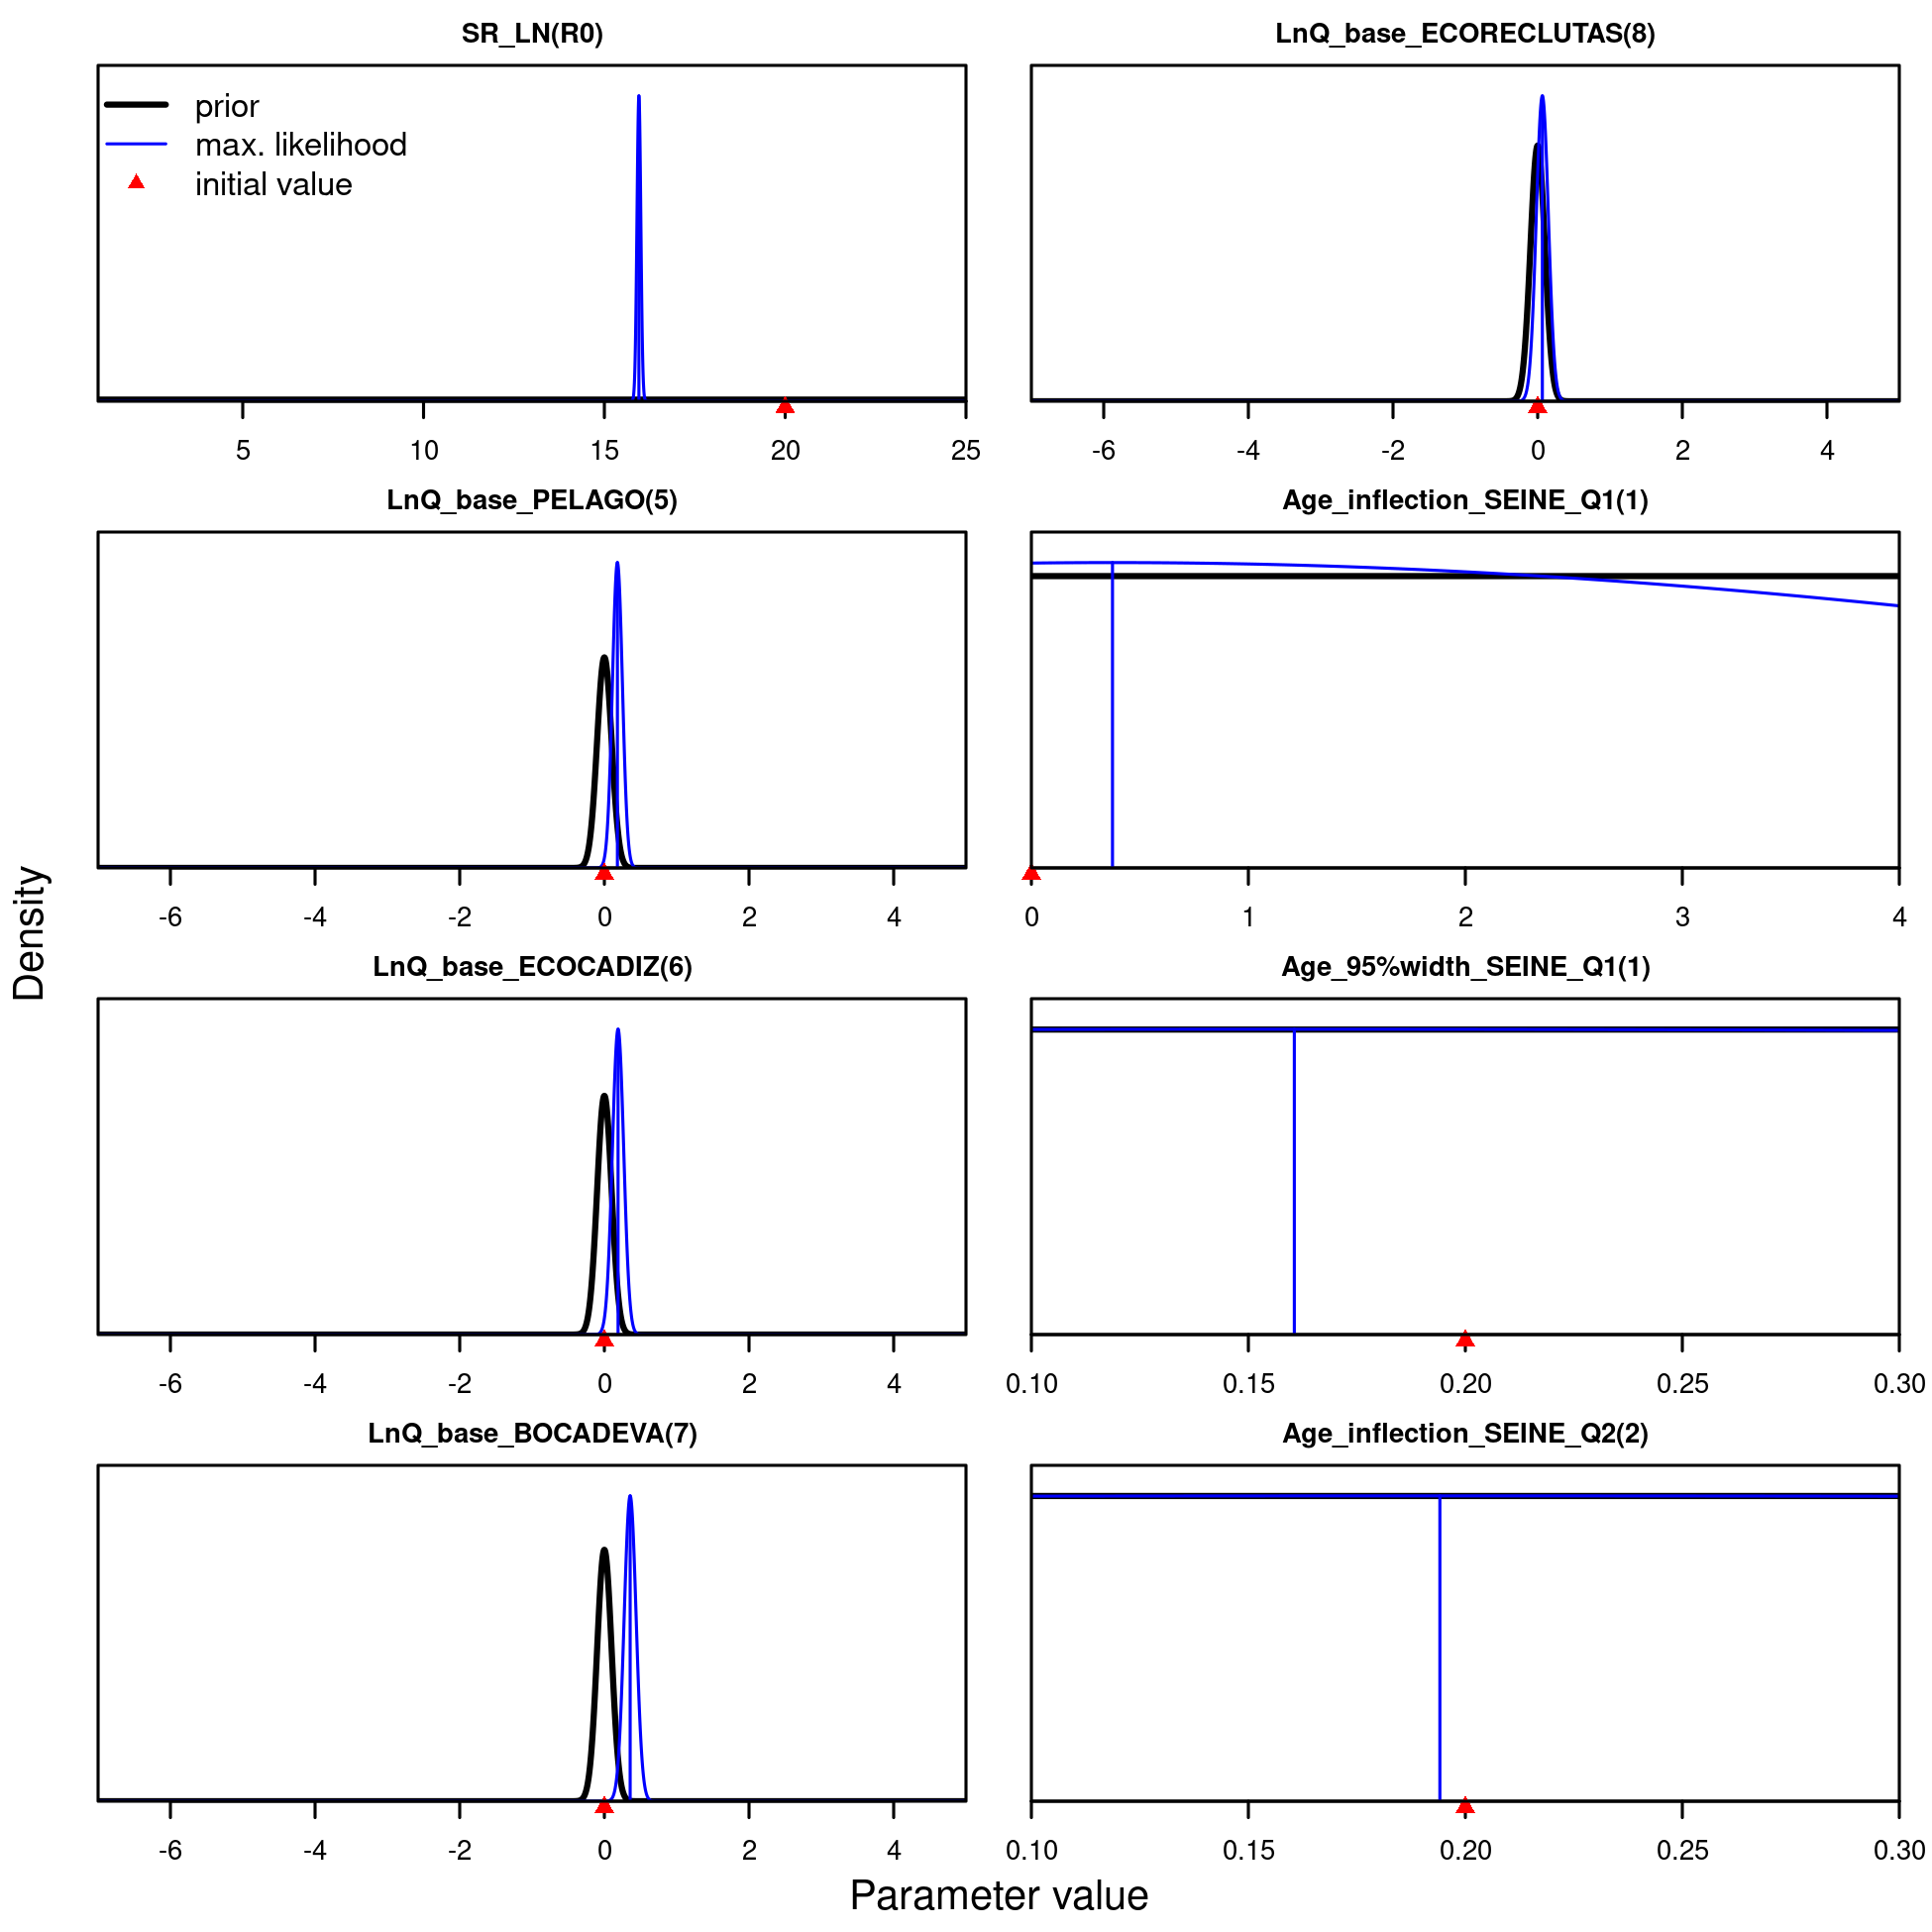 SR_LN(R0)
prior
max. likelihood
initial value
5 10 15 20 25
LnQ_base_ECORECLUTAS(8)
-6 -4 -2 0 2 4
LnQ_base_PELAGO(5)
-6 -4 -2 0 2 4
Age_inflection_SEINE_Q1(1)
0 1 2 3 4
LnQ_base_ECOCADIZ(6)
-6 -4 -2 0 2 4
Age_95%width_SEINE_Q1(1)
0.10 0.15 0.20 0.25 0.30
LnQ_base_BOCADEVA(7)
-6 -4 -2 0 2 4
Age_inflection_SEINE_Q2(2)
0.10 0.15 0.20 0.25 0.30
Density
Parameter value